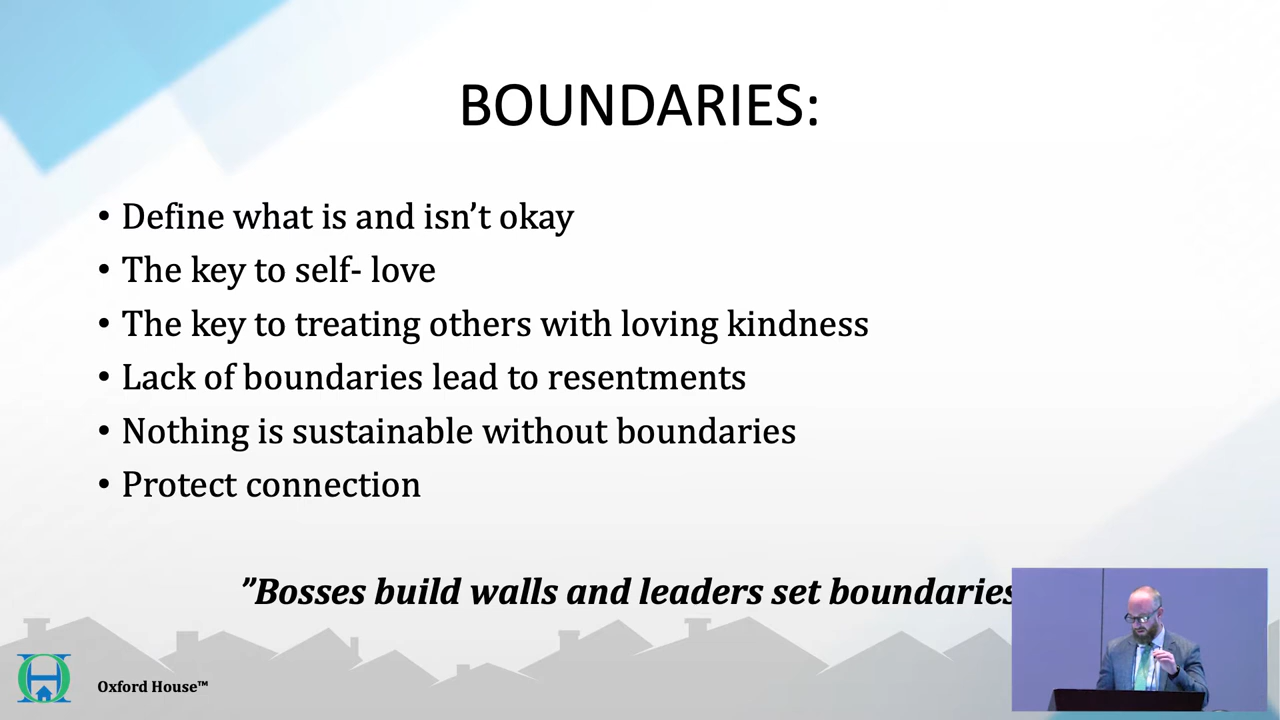 BOUNDARIES:
• Define what is and isn’t okay
• The key to self- love
• The key to treating others with loving kindness
• Lack of boundaries lead to resentments
• Nothing is sustainable without boundaries
• Protect connection
”Bosses build walls and leaders set boundaries
Oxford House™